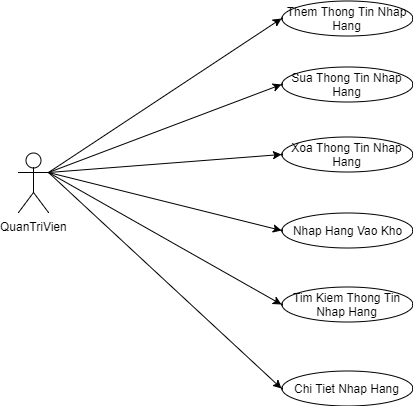 Them Thong Tin Nhap
Hang
Sua Thong Tin Nhap
Hang
Xoa Thong Tin Nhap
Hang
QuanTriVien
Nhap Hang Vao Kho
Tim Kiem Thong Tin
Nhap Hang
Chi Tiet Nhap Hang